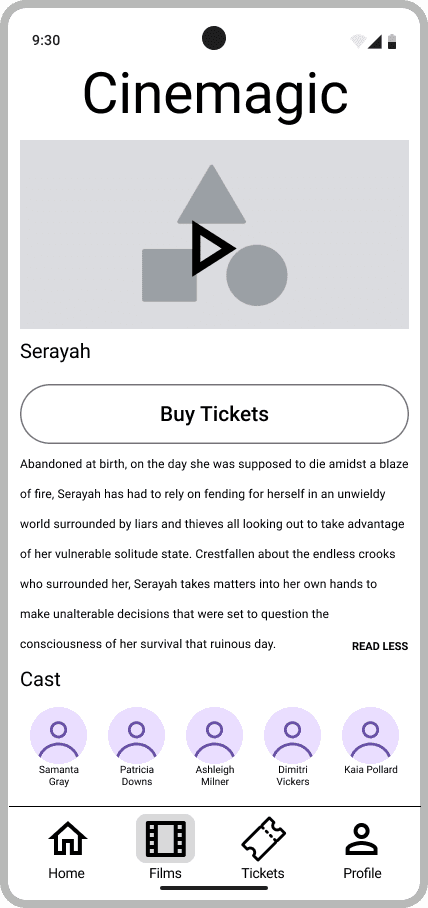 9:30
Cinemagic
Serayah
Buy Tickets
Abandoned at birth, on the day she was supposed to die amidst a blaze
of fire, Serayah has had to rely on fending for herself in an unwieldy
world surrounded by liars and thieves all looking out to take advantage
of her vulnerable solitude state. Crestfallen about the endless crooks
who surrounded her, Serayah takes matters into her own hands to
make unalterable decisions that were set to question the
consciousness of her survival that ruinous day.
READ LESS
Cast
Samanta
Gray
Patricia
Downs
Ashleigh
Milner
Dimitri
Vickers
Kaia Pollard
Home
Films
Tickets
Profile